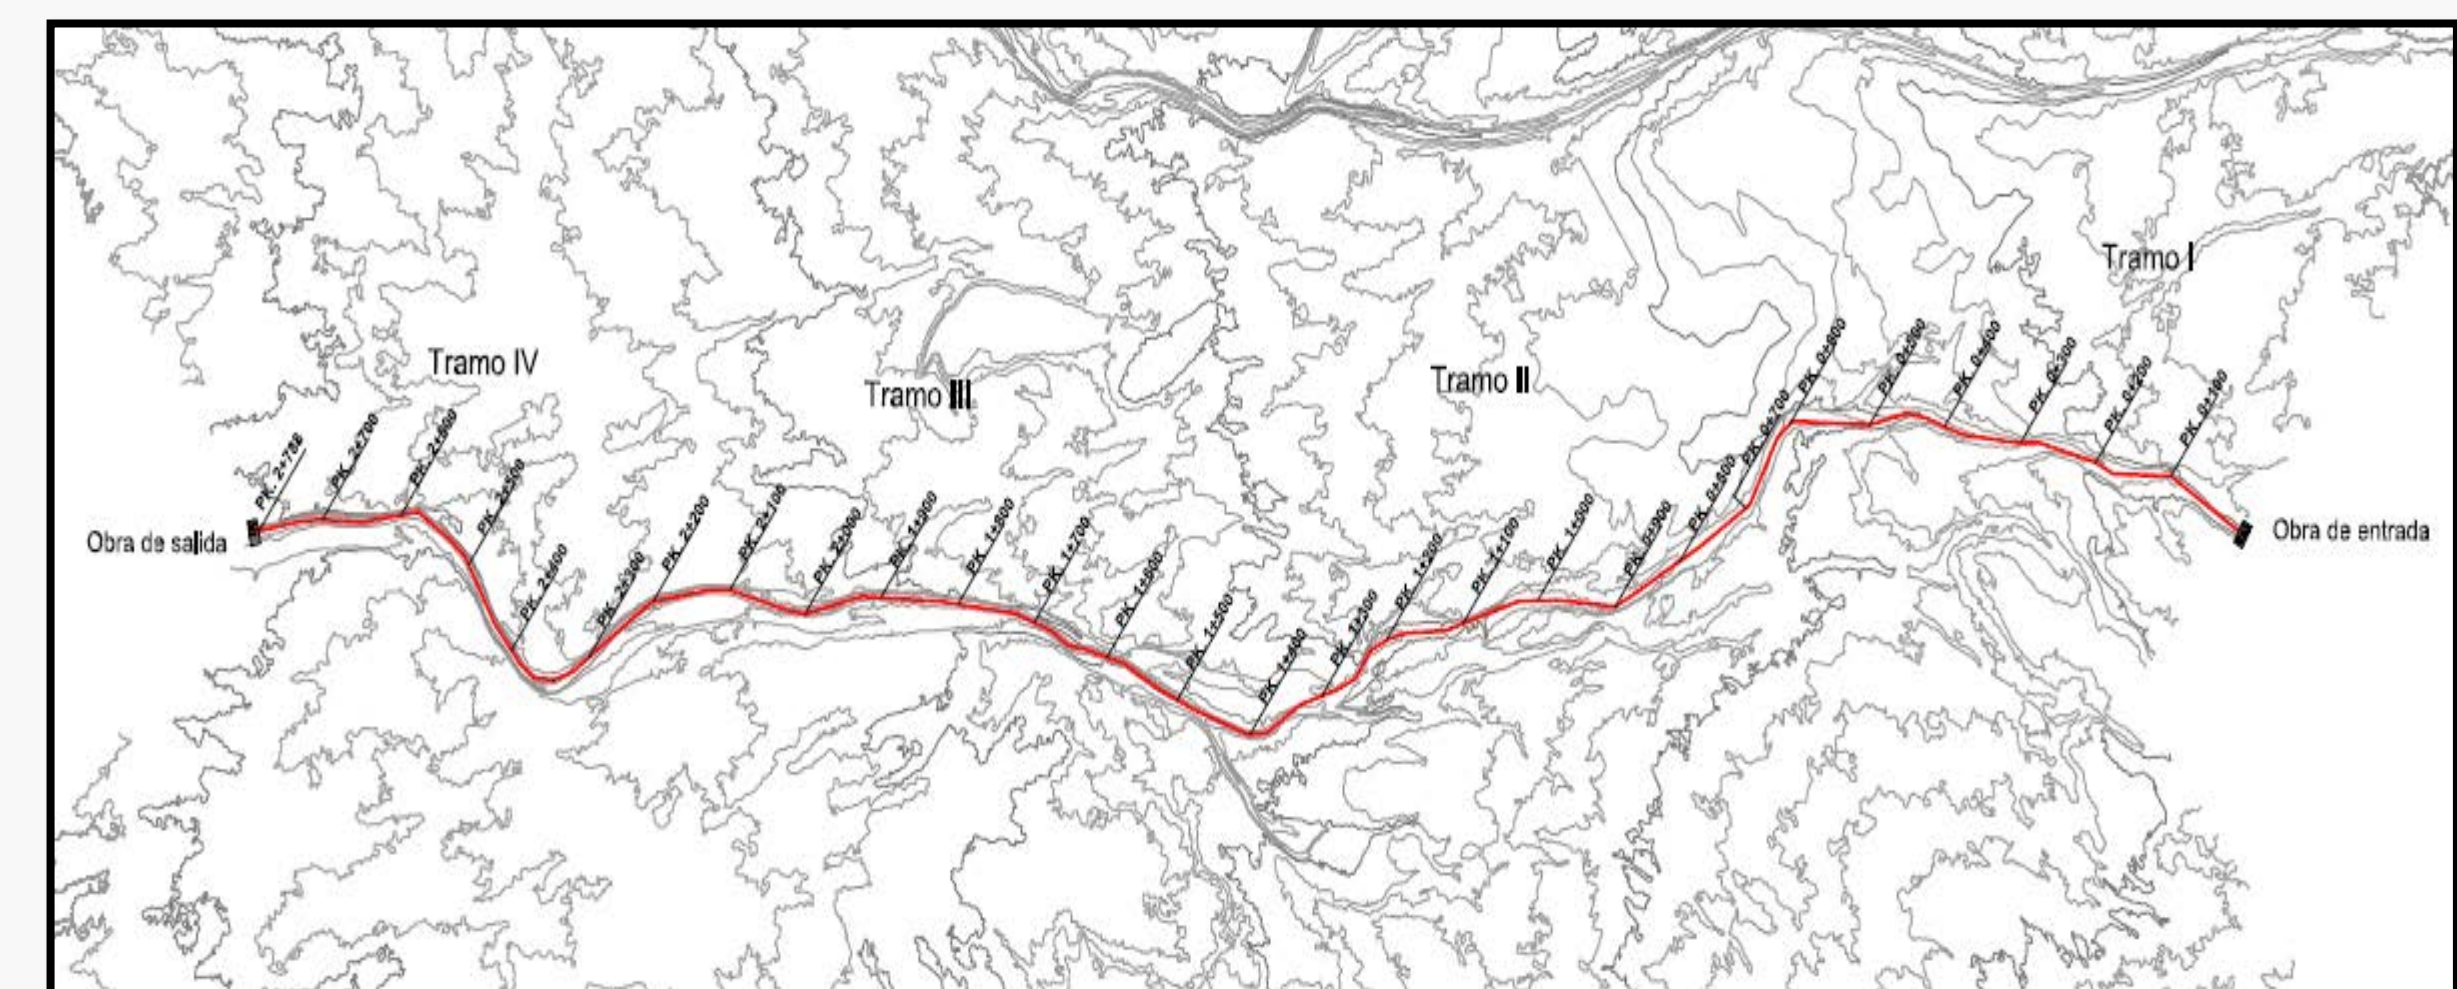 Tramo I
Tramo IV
Tramo II
Tramo III
PK. 2+788
PK. 2+700
PK. 2+600
PK. 2+500
PK. 2+400
PK. 2+300
PK. 2+200
PK. 2+100
PK. 2+000
PK. 1+900
PK. 1+800
PK. 1+700
PK. 1+600
PK. 1+500
PK. 1+400
PK. 1+300
PK. 1+200
PK. 1+100
PK. 1+000
PK. 0+900
PK. 0+800
PK. 0+700
PK. 0+600
PK. 0+500
PK. 0+400
PK. 0+300
PK. 0+200
PK. 0+100
Obra de salida
Obra de entrada